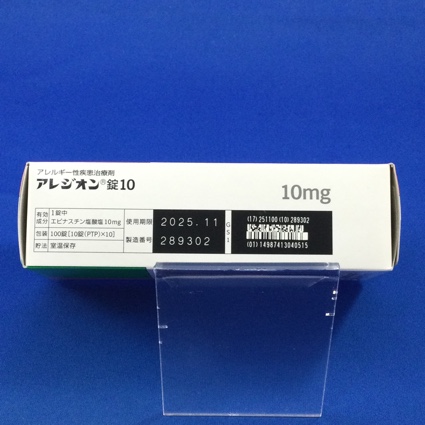 アレルギー性疾患治療剤
アレジオン®錠10
10mg
有効成分 1錠中 エピナスチン塩酸塩10mg
包装 100錠[10錠(PTP)×10]
貯法 室温保存
使用期限 2025.11
製造番号 289302
GS1
(17) 251100 (10) 289302
(01) 14987413040515